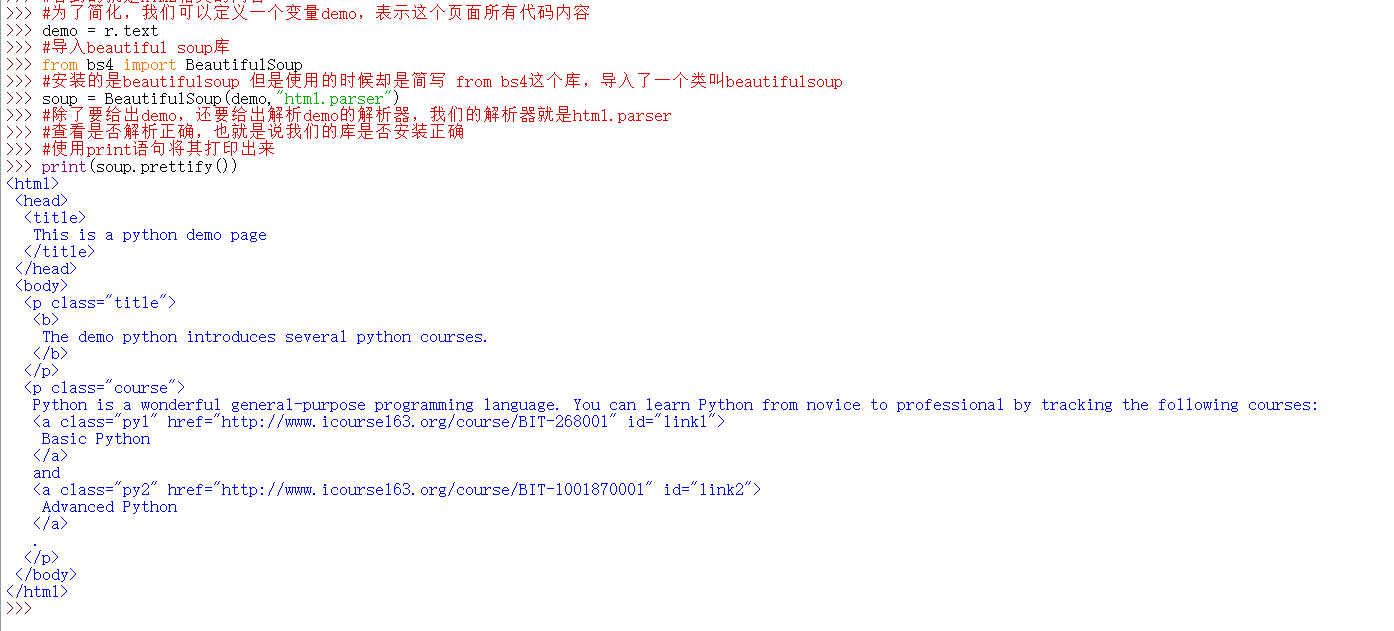 >>> #为了简化，我们可以定义一个变量demo，表示这个页面所有代码内容
>>> demo = r.text
>>> #导入beautiful soup库
>>> from bs4 import BeautifulSoup
>>> #安装的是beautifulsoup 但是使用的时候却是简写 from bs4这个库，导入了一个类叫beautifulsoup
>>> soup = BeautifulSoup(demo,"html.parser")
>>> #除了要给出demo，还要给出解析demo的解析器，我们的解析器就是html.parser
>>> #查看是否解析正确，也就是说我们的库是否安装正确
>>> #使用print语句将其打印出来
>>> print(soup.prettify())
<html>
 <head>
  <title>
   This is a python demo page
  </title>
 </head>
 <body>
  <p class="title">
   <b>
    The demo python introduces several python courses.
   </b>
  </p>
  <p class="course">
   Python is a wonderful general-purpose programming language. You can learn Python from novice to professional by tracking the following courses:
   <a class="py1" href="http://www.icourse163.org/course/BIT-268001" id="link1">
    Basic Python
   </a>
   and
   <a class="py2" href="http://www.icourse163.org/course/BIT-1001870001" id="link2">
    Advanced Python
   </a>
   .
  </p>
 </body>
</html>
>>>